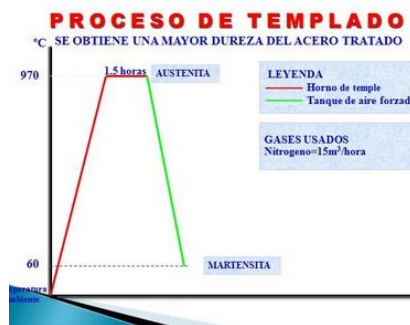 PROCESO DE TEMPLADO
°C SE OBTIENE UNA MAYOR DUREZA DEL ACERO TRATADO
970
1.5 horas
AUSTENITA
LEYENDA
Horno de temple
Tanque de aire forzad
GASES USADOS
Nitrogeno=15m³/hora
60
MARTENSITA